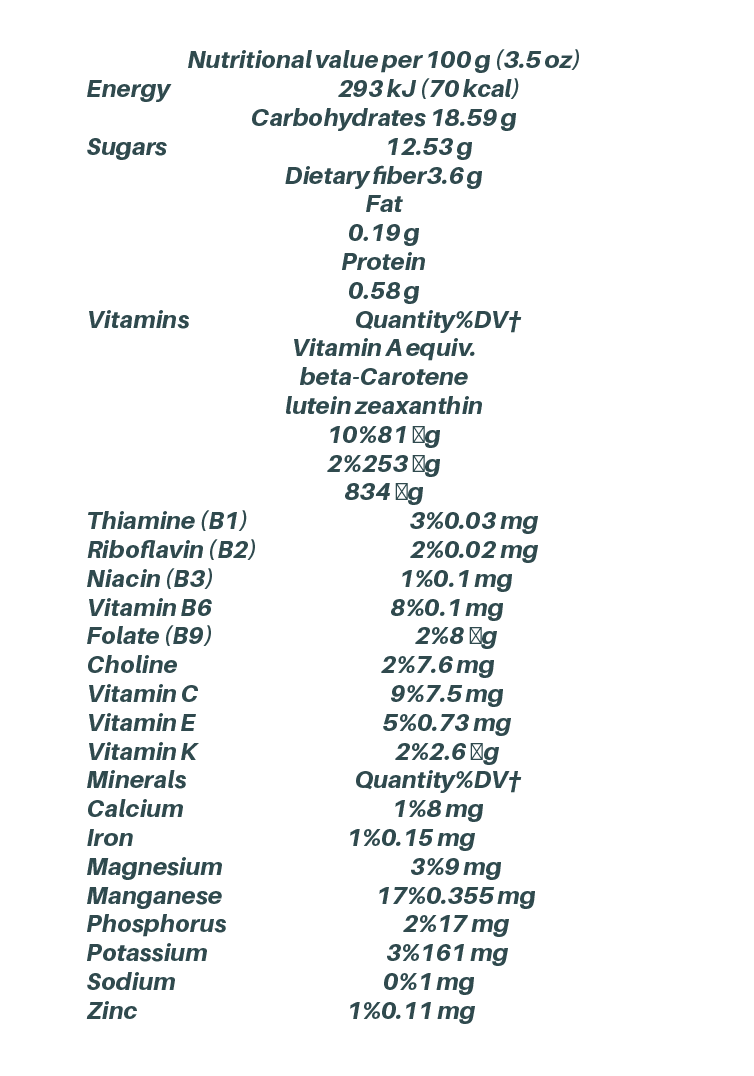 Nutritional value per 100 g (3.5 oz)
Energy 293 kJ (70 kcal)
Carbohydrates 18.59 g
Sugars 12.53 g
Dietary fiber3.6 g
Fat
0.19 g
Protein
0.58 g
Vitamins Quantity%DV†
Vitamin A equiv.
beta-Carotene
lutein zeaxanthin
10%81 g
2%253 g
834 g
Thiamine (B1) 3%0.03 mg
Riboflavin (B2) 2%0.02 mg
Niacin (B3) 1%0.1 mg
Vitamin B6 8%0.1 mg
Folate (B9) 2%8 g
Choline 2%7.6 mg
Vitamin C 9%7.5 mg
Vitamin E 5%0.73 mg
Vitamin K 2%2.6 g
Minerals Quantity%DV†
Calcium 1%8 mg
Iron 1%0.15 mg
Magnesium 3%9 mg
Manganese 17%0.355 mg
Phosphorus 2%17 mg
Potassium 3%161 mg
Sodium 0%1 mg
Zinc 1%0.11 mg